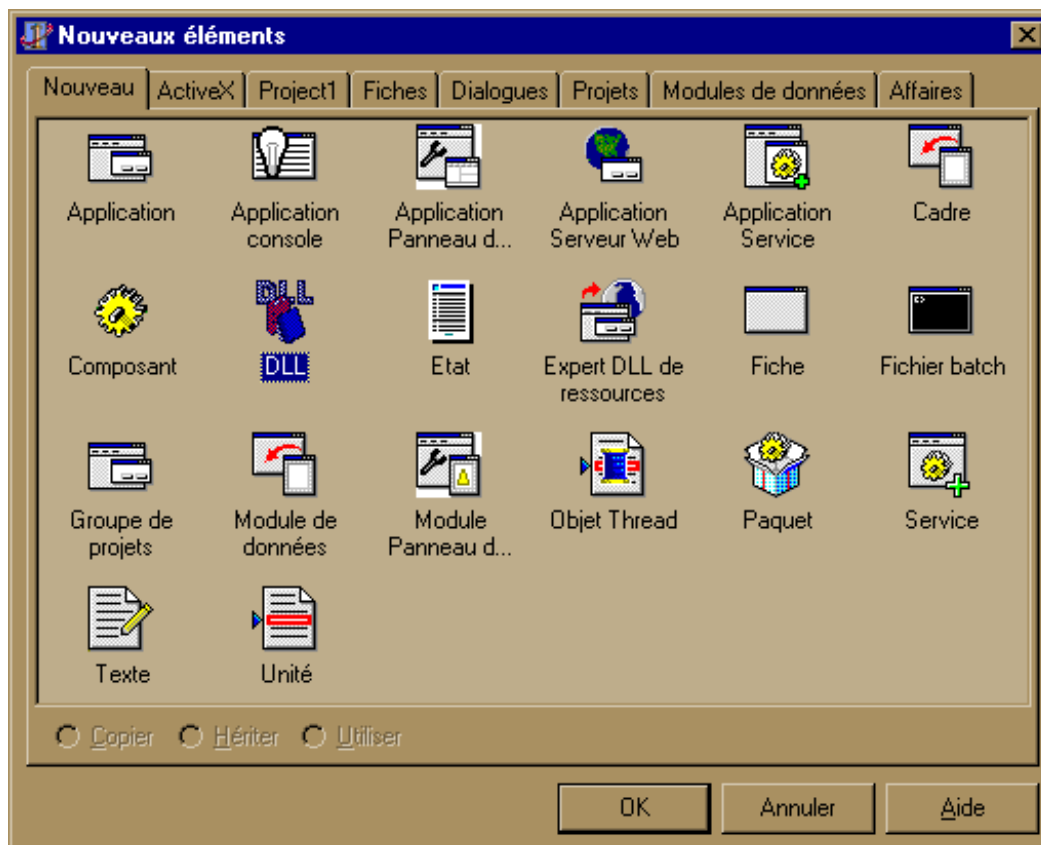 Nouveaux éléments
Nouveau ActiveX Project1 Fiches Dialogues Projets Modules de données Affaires
Application
Application
console
Application
Panneau d...
Application
Serveur Web
Application
Service
Cadre
Composant
DLL
DLL
Etat
Expert DLL de
ressources
Fiche
Fichier batch
Groupe de
projets
Module de
données
Module
Panneau d...
Objet Thread
Paquet
Service
Texte
Unité
Copier Hériter Utiliser
OK Annuler Aide